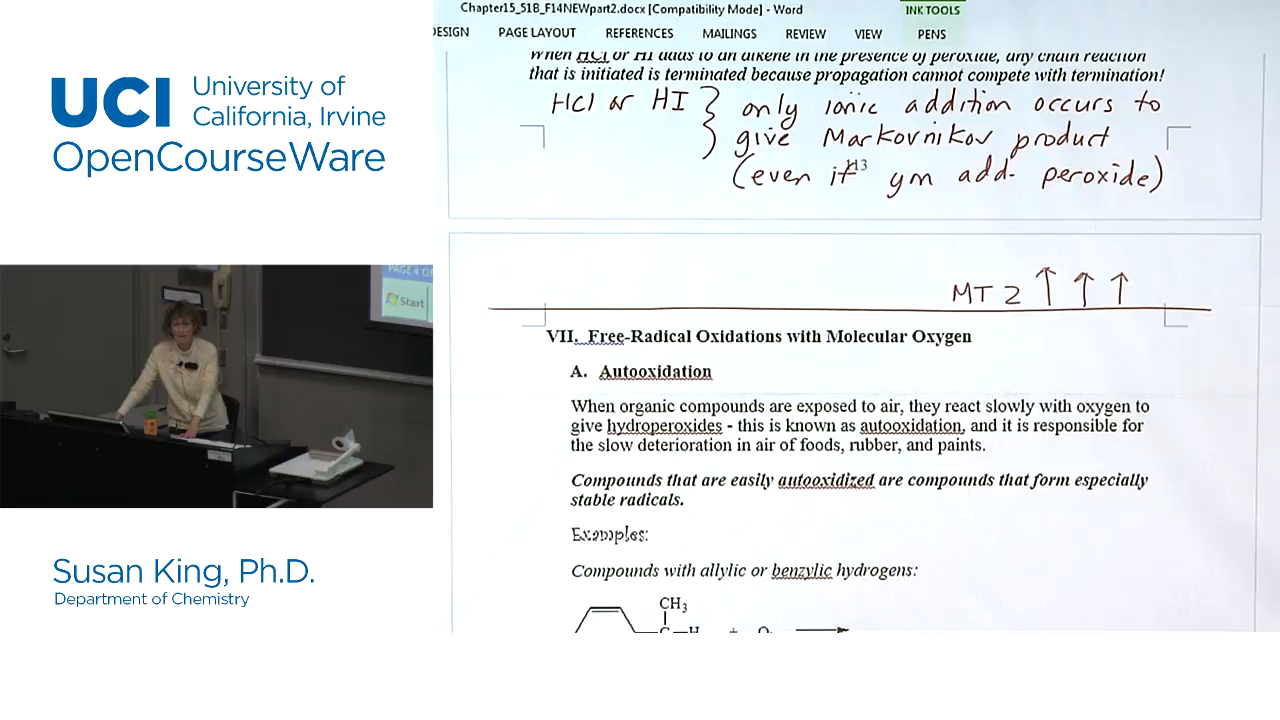 Chapter15_51B_F14NEWpart2.docx [Compatibility Mode] - Word
INK TOOLS
ESIGN PAGE LAYOUT REFERENCES MAILINGS REVIEW VIEW PENS
UCI University of California, Irvine
OpenCourseWare
When HCl or HI adds to an alkene in the presence of peroxide, any chain reaction
that is initiated is terminated because propagation cannot compete with termination!
HCl or HI } only ionic addition occurs to
give Markovnikov product
(even if you add peroxide)
MT 2 ↑ ↑ ↑
PAGE 4 O
Start
VII. Free-Radical Oxidations with Molecular Oxygen
A. Autooxidation
When organic compounds are exposed to air, they react slowly with oxygen to
give hydroperoxides - this is known as autooxidation, and it is responsible for
the slow deterioration in air of foods, rubber, and paints.
Compounds that are easily autooxidized are compounds that form especially
stable radicals.
Examples:
Compounds with allylic or benzylic hydrogens:
CH3
C—H + O
Susan King, Ph.D.
Department of Chemistry